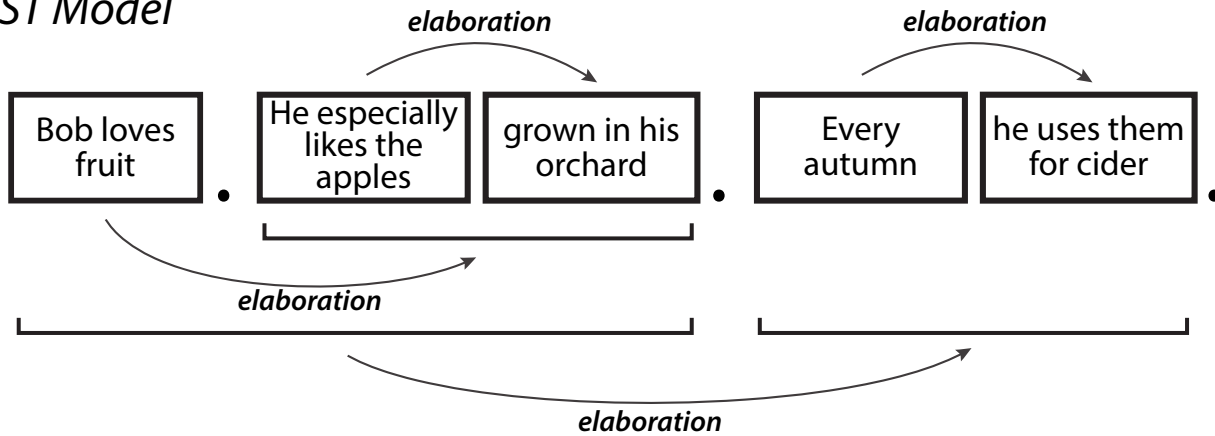 ST Model
elaboration
elaboration
Bob loves
fruit
.
He especially
likes the
apples
grown in his
orchard
.
Every
autumn
he uses them
for cider
.
elaboration
elaboration